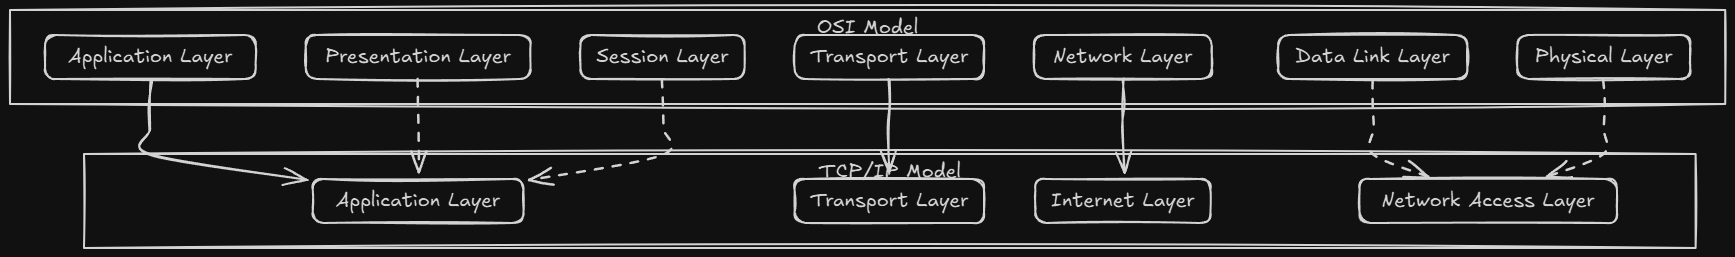 OSI Model
Application Layer
Presentation Layer
Session Layer
Transport Layer
Network Layer
Data Link Layer
Physical Layer
TCP/IP Model
Application Layer
Transport Layer
Internet Layer
Network Access Layer